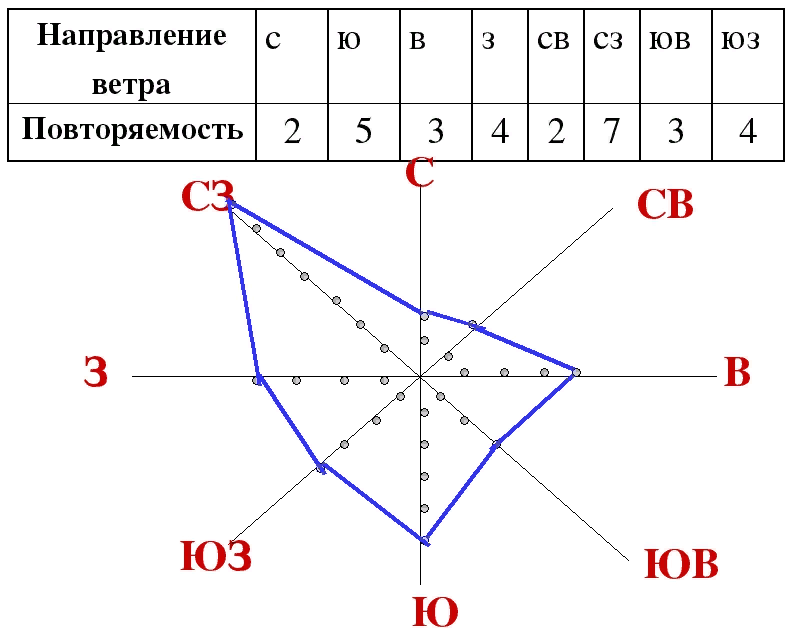 Направление ветра с ю в з св сз юв юз
Повторяемость 2 5 3 4 2 7 3 4
С
СЗ СВ
З В
ЮЗ ЮВ
Ю